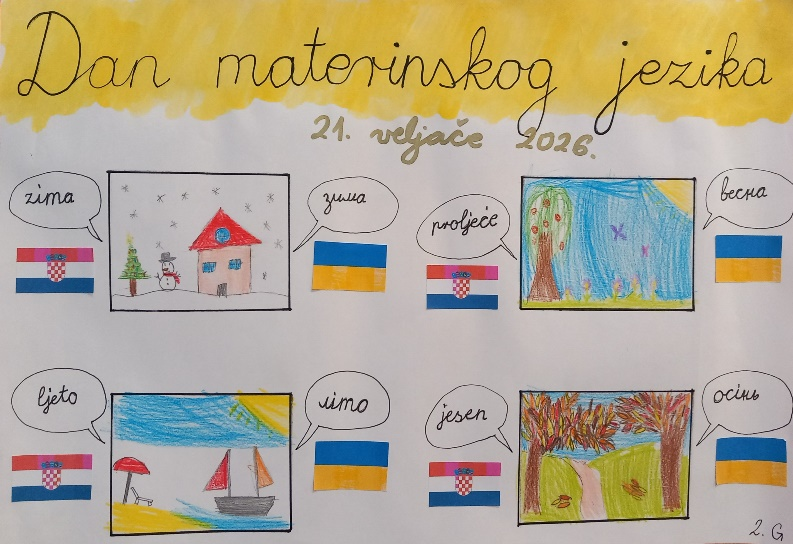 Dan materinskog jezika
21. veljače 2026.
zima
зима
proljeće
весна
ljeto
літо
jesen
осінь
2. G